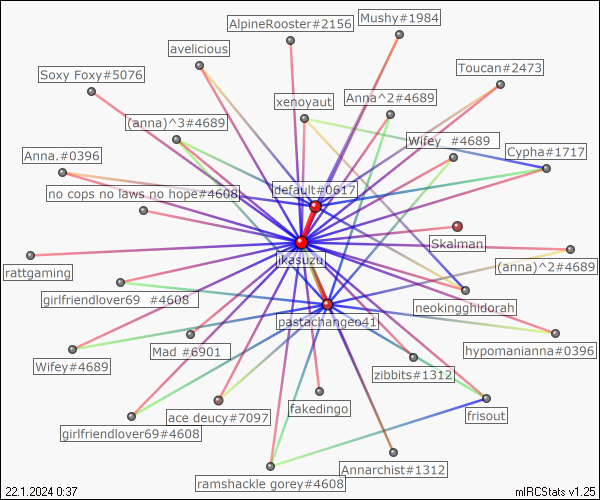 AlpineRooster#2156
Mushy#1984
avelicious
Toucan#2473
Soxy Foxy#5076
xenoyaut
Anna^2#4689
(anna)^3#4689
Wifey_ #4689
Cypha#1717
Anna.#0396
default#0617
no cops no laws no hope#4608
Skalman
ikasuzu
(anna)^2#4689
rattgaming
girlfriendlover69_ #4608
neokingghidorah
pastachangeo41
Wifey#4689
Mad #6901
hypomanianna#0396
zibbits#1312
fakedingo
ace deucy#7097
frisout
girlfriendlover69#4608
Annarchist#1312
ramshackle gorey#4608
22.1.2024 0:37
mIRCStats v1.25